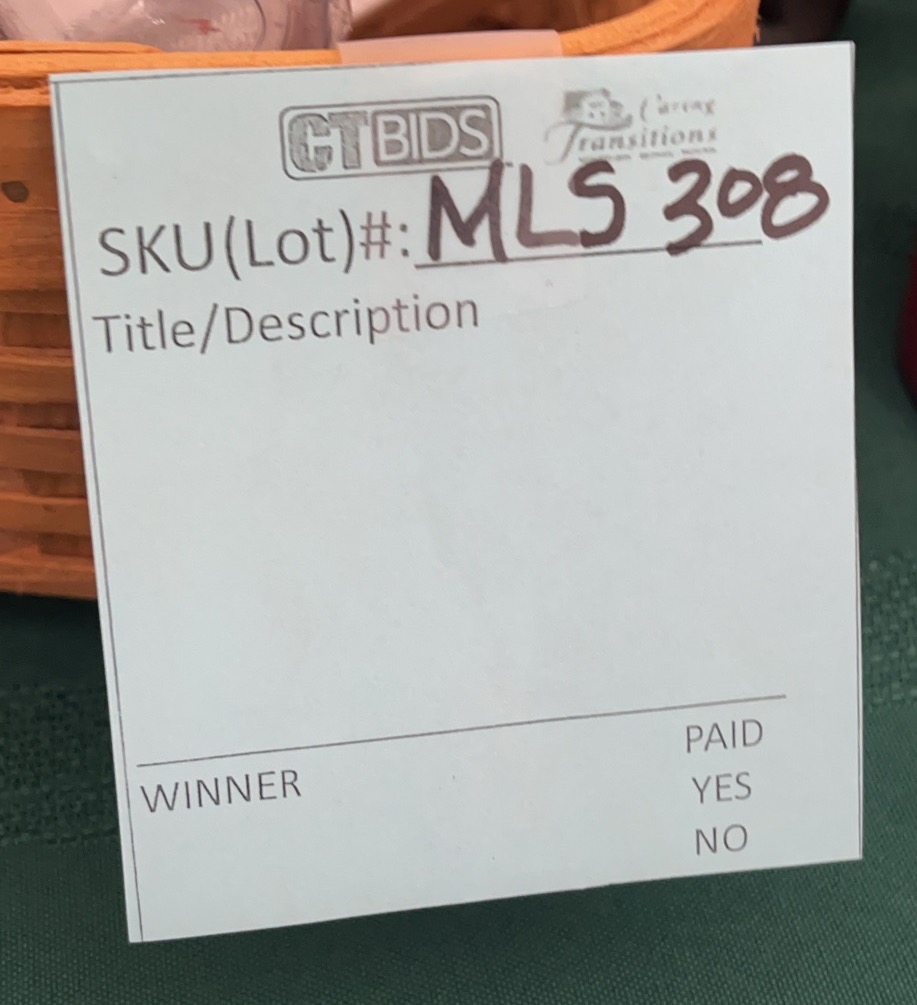 CTBIDS
Caring
Transitions
SKU(Lot)#: MLS 308
Title/Description
PAID
WINNER
YES
NO